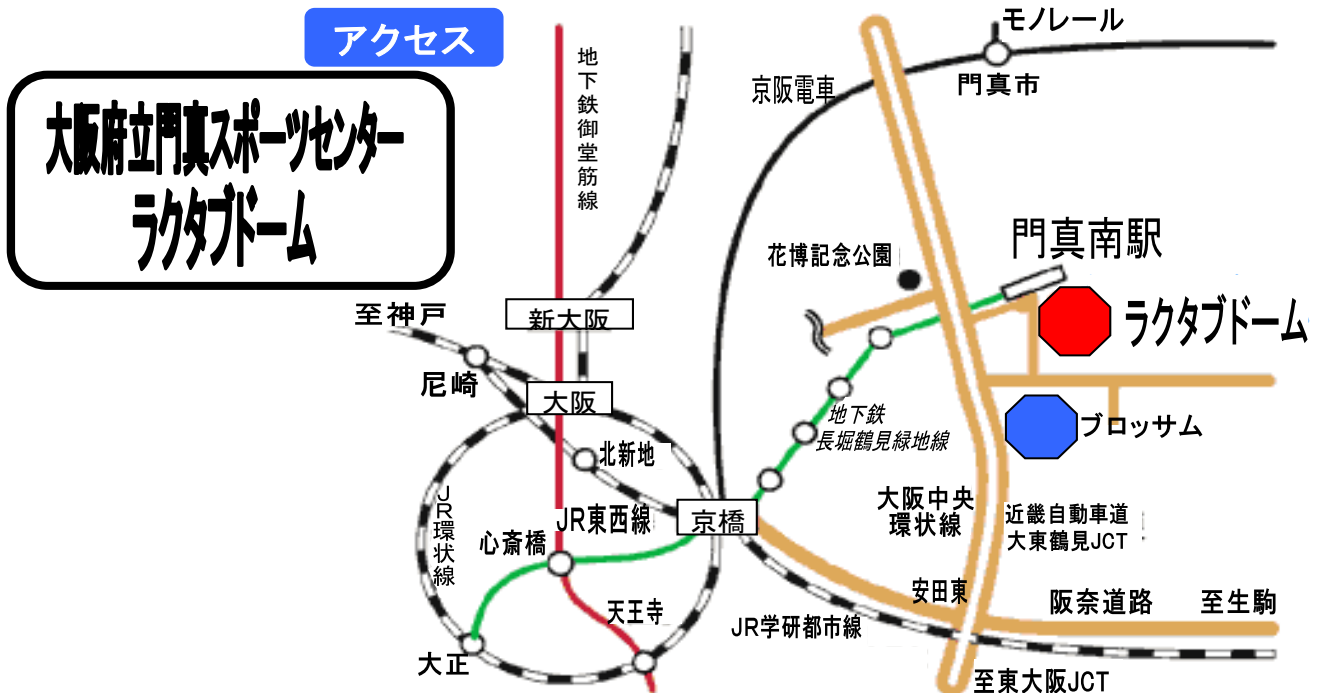 アクセス
大阪府立門真スポーツセンター
ラクタブドーム
地下鉄御堂筋線
モノレール
門真市
京阪電車
門真南駅
花博記念公園
ラクタブドーム
至神戸
新大阪
尼崎
大阪
地下鉄
長堀鶴見緑地線
ブロッサム
北新地
JR環状線
JR東西線
京橋
心斎橋
大阪中央
環状線
近畿自動車道
大東鶴見JCT
天王寺
安田東
阪奈道路
至生駒
JR学研都市線
大正
至東大阪JCT